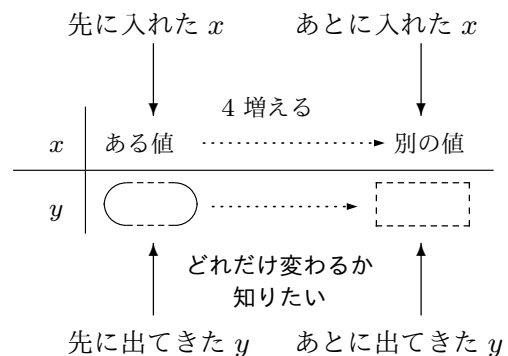 先に入れた x あとに入れた x
4 増える
x ある値 別の値
y
どれだけ変わるか
知りたい
先に出てきた y あとに出てきた y